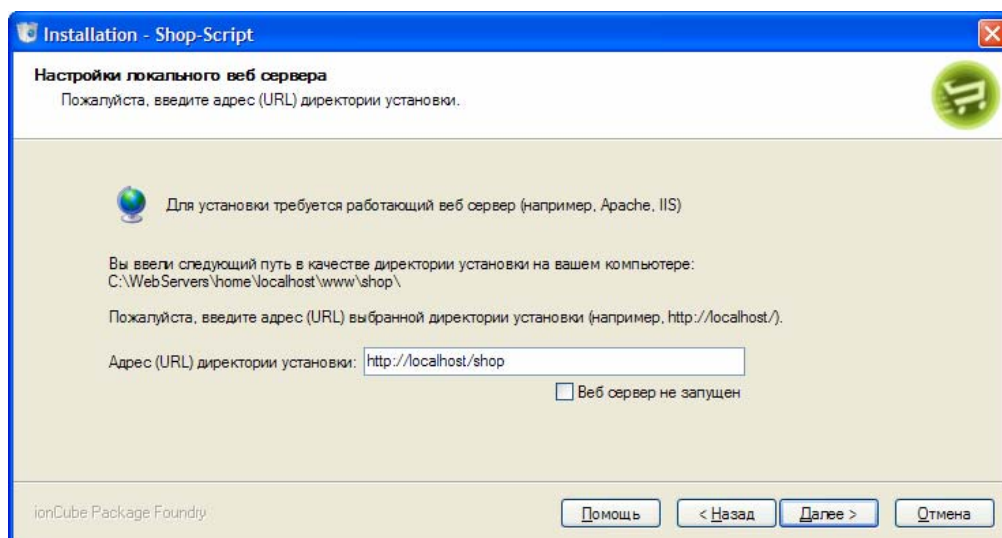 Installation - Shop-Script
Настройки локального веб сервера
Пожалуйста, введите адрес (URL) директории установки.
Для установки требуется работающий веб сервер (например, Apache, IIS)
Вы ввели следующий путь в качестве директории установки на вашем компьютере:
C:\WebServers\home\localhost\www\shop\
Пожалуйста, введите адрес (URL) выбранной директории установки (например, http://localhost/).
Адрес (URL) директории установки: http://localhost/shop
Веб сервер не запущен
ionCube Package Foundry
Помощь < Назад Далее > Отмена